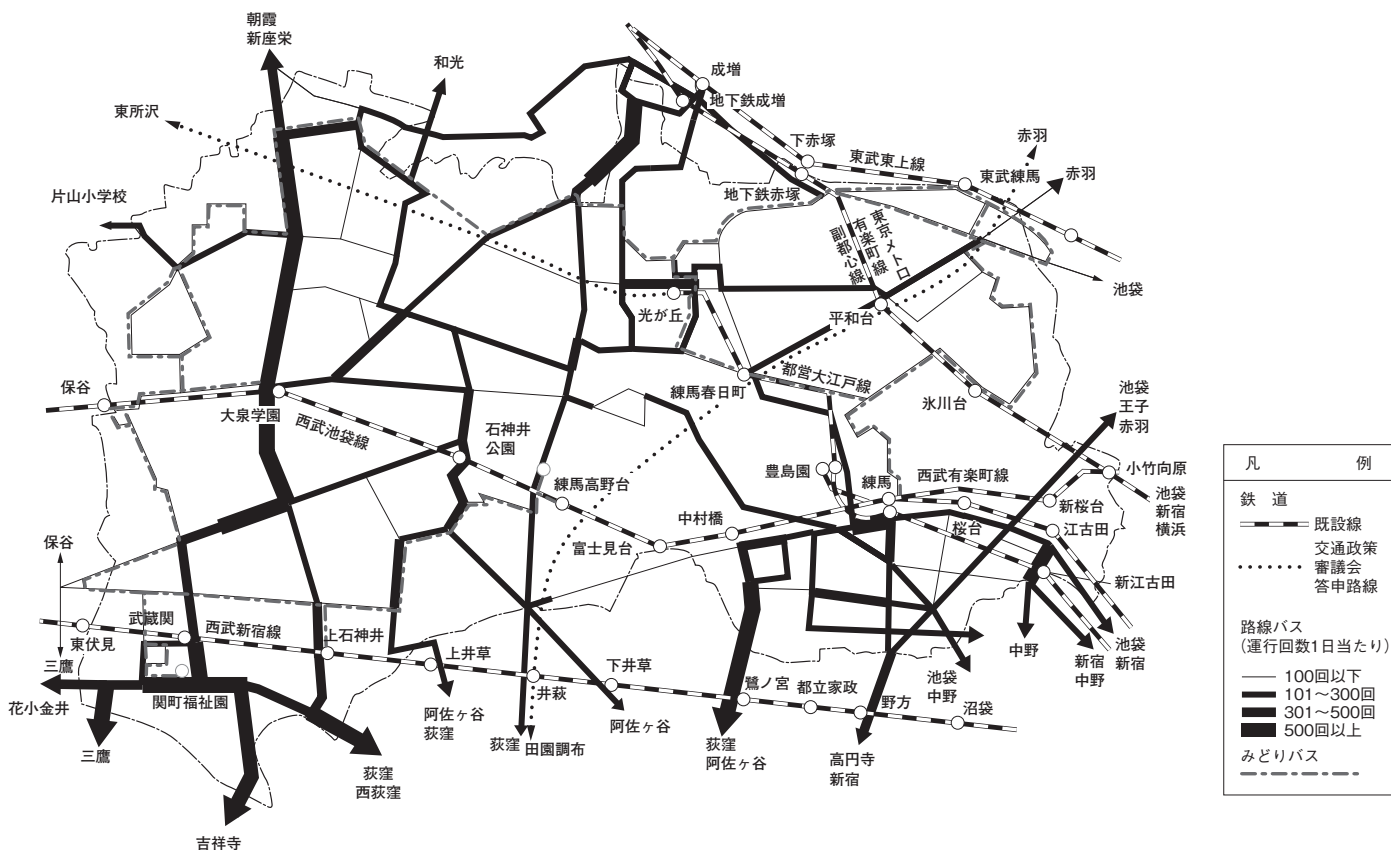 朝霞
新座栄
和光
成増
地下鉄成増
東所沢
下赤塚
赤羽
東武東上線
東武練馬
赤羽
地下鉄赤塚
片山小学校
東京メトロ
有楽町線
副都心線
池袋
光が丘
平和台
保谷
大泉学園
練馬春日町
都営大江戸線
氷川台
池袋
王子
赤羽
西武池袋線
石神井
公園
豊島園
練馬
西武有楽町線
小竹向原
練馬高野台
新桜台
池袋
新宿
横浜
中村橋
桜台
江古田
富士見台
保谷
新江古田
武蔵関
西武新宿線
上石神井
東伏見
上井草
下井草
中野
池袋
新宿
三鷹
新宿
中野
関町福祉園
井荻
鷺ノ宮
都立家政
池袋
中野
野方
沼袋
花小金井
阿佐ヶ谷
荻窪
阿佐ヶ谷
三鷹
荻窪
田園調布
荻窪
阿佐ヶ谷
高円寺
新宿
荻窪
西荻窪
吉祥寺
凡 例
鉄 道
既設線
交通政策
審議会
答申路線
路線バス
(運行回数1日当たり)
100回以下
101〜300回
301〜500回
500回以上
みどりバス